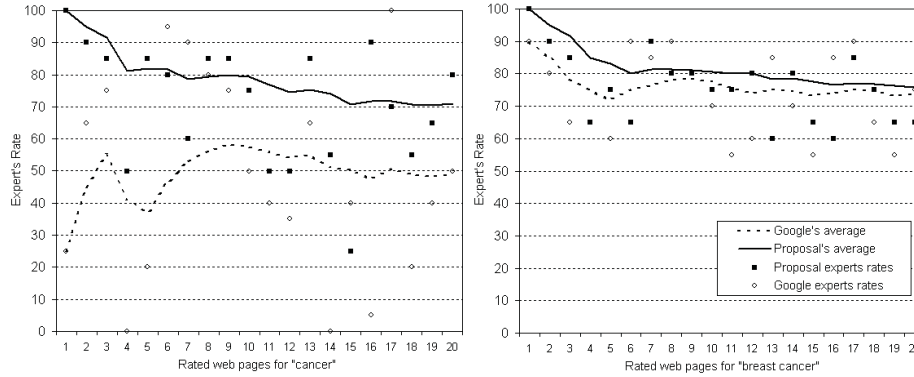 100
90
80
70
60
50
40
30
20
10
0
Expert's Rate
1 2 3 4 5 6 7 8 9 10 11 12 13 14 15 16 17 18 19 20
Rated web pages for "cancer"
100
90
80
70
60
50
40
30
20
10
0
Expert's Rate
Google's average
Proposal's average
Proposal experts rates
Google experts rates
1 2 3 4 5 6 7 8 9 10 11 12 13 14 15 16 17 18 19 2
Rated web pages for "breast cancer"